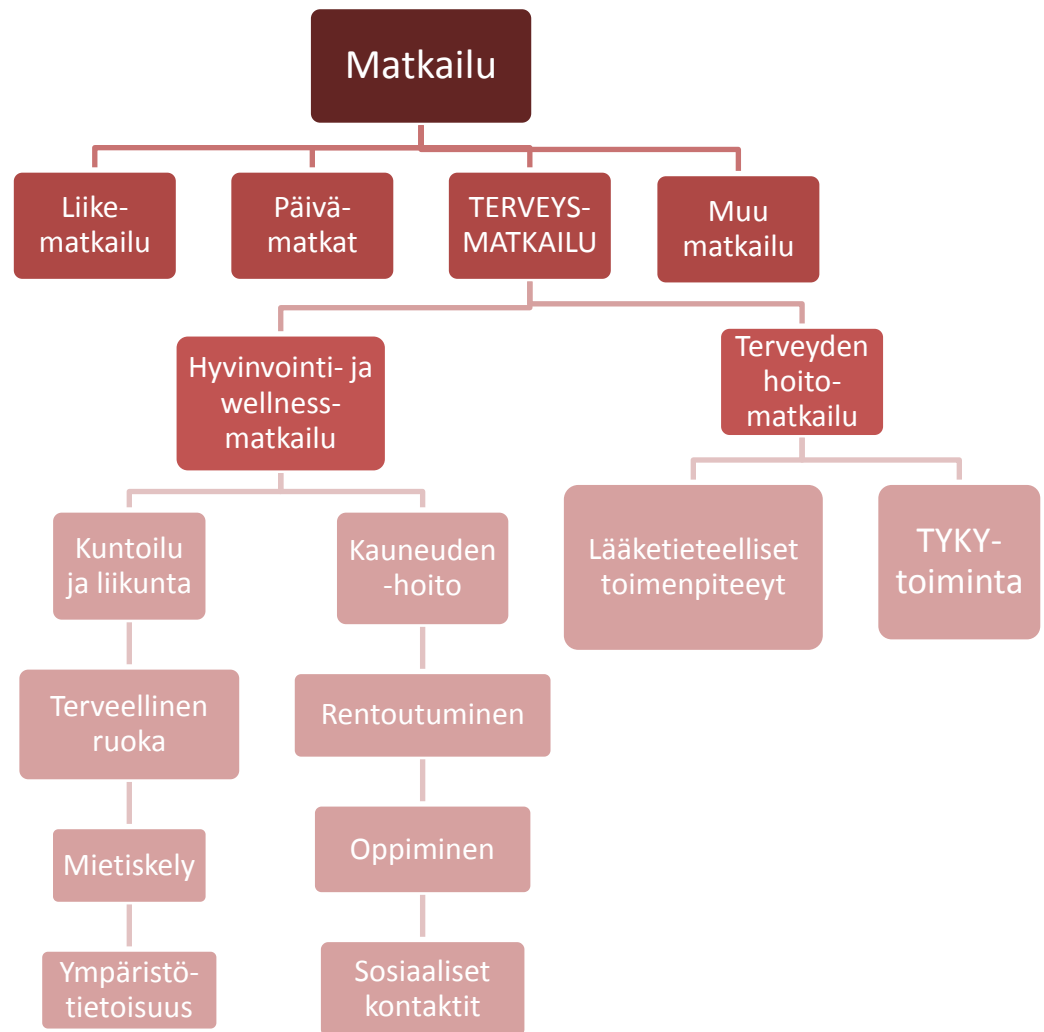 Matkailu
Liike-
matkailu
Päivä-
matkat
TERVEYS-
MATKAILU
Muu
matkailu
Hyvinvointi- ja
wellness-
matkailu
Terveyden
hoito-
matkailu
Kuntoilu
ja liikunta
Kauneuden
-hoito
Lääketieteelliset
toimenpiteeyt
TYKY-
toiminta
Terveellinen
ruoka
Rentoutuminen
Mietiskely
Oppiminen
Ympäristö-
tietoisuus
Sosiaaliset
kontaktit